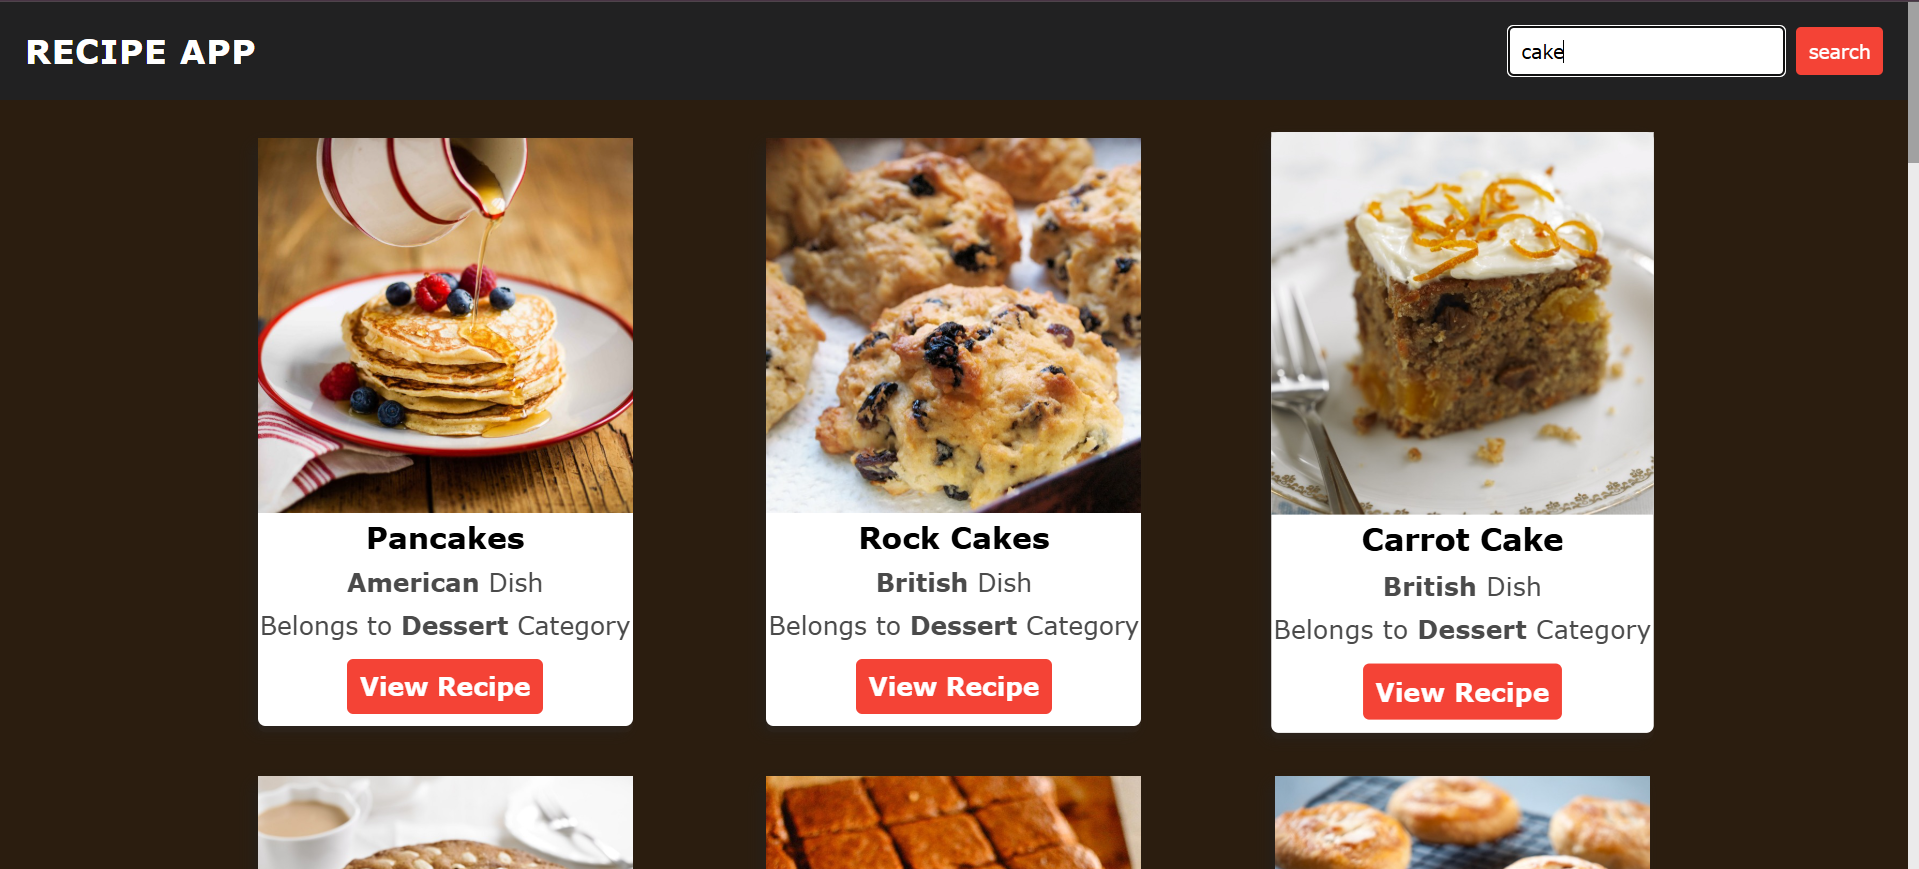 RECIPE APP
cake
search
Pancakes
American Dish
Belongs to Dessert Category
View Recipe
Rock Cakes
British Dish
Belongs to Dessert Category
View Recipe
Carrot Cake
British Dish
Belongs to Dessert Category
View Recipe